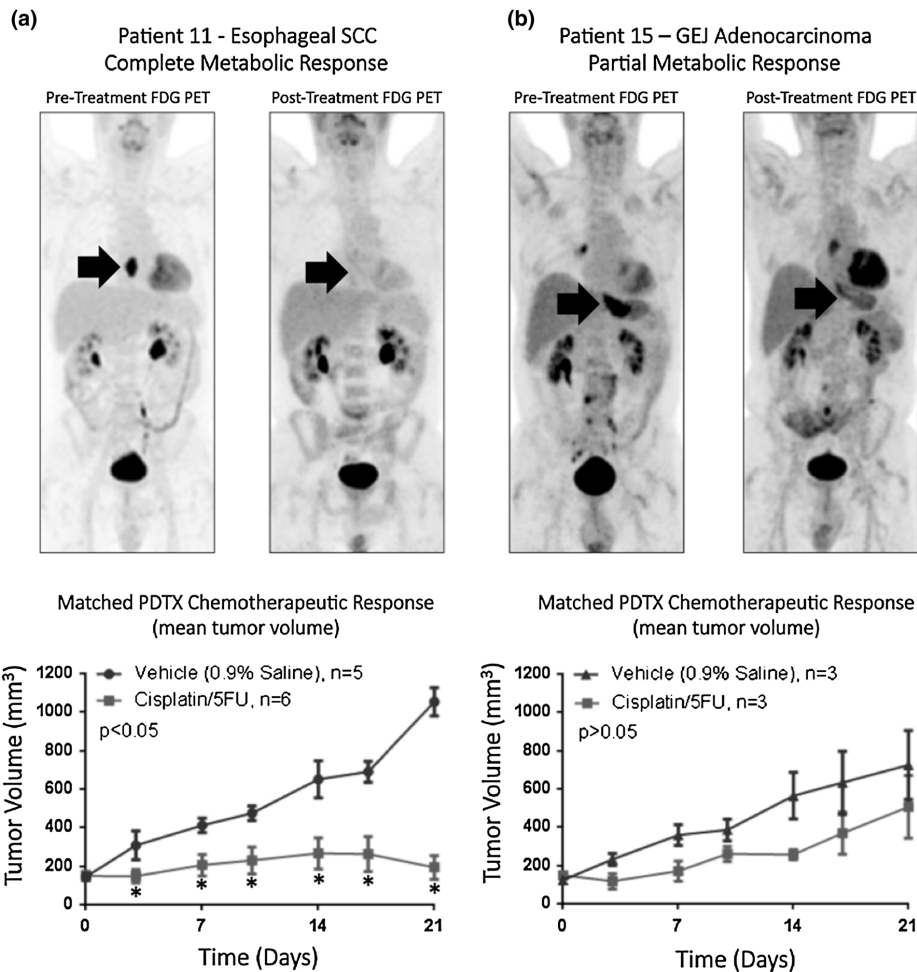 (a)
Patient 11 - Esophageal SCC
Complete Metabolic Response
Pre-Treatment FDG PET
Post-Treatment FDG PET
Matched PDTX Chemotherapeutic Response
(mean tumor volume)
Tumor Volume (mm³)
1200
1000
800
600
400
200
0
Vehicle (0.9% Saline), n=5
Cisplatin/5FU, n=6
p<0.05
* * * * * *
0 7 14 21
Time (Days)
(b)
Patient 15 – GEJ Adenocarcinoma
Partial Metabolic Response
Pre-Treatment FDG PET
Post-Treatment FDG PET
Matched PDTX Chemotherapeutic Response
(mean tumor volume)
Tumor Volume (mm³)
1200
1000
800
600
400
200
0
Vehicle (0.9% Saline), n=3
Cisplatin/5FU, n=3
p>0.05
0 7 14 21
Time (Days)